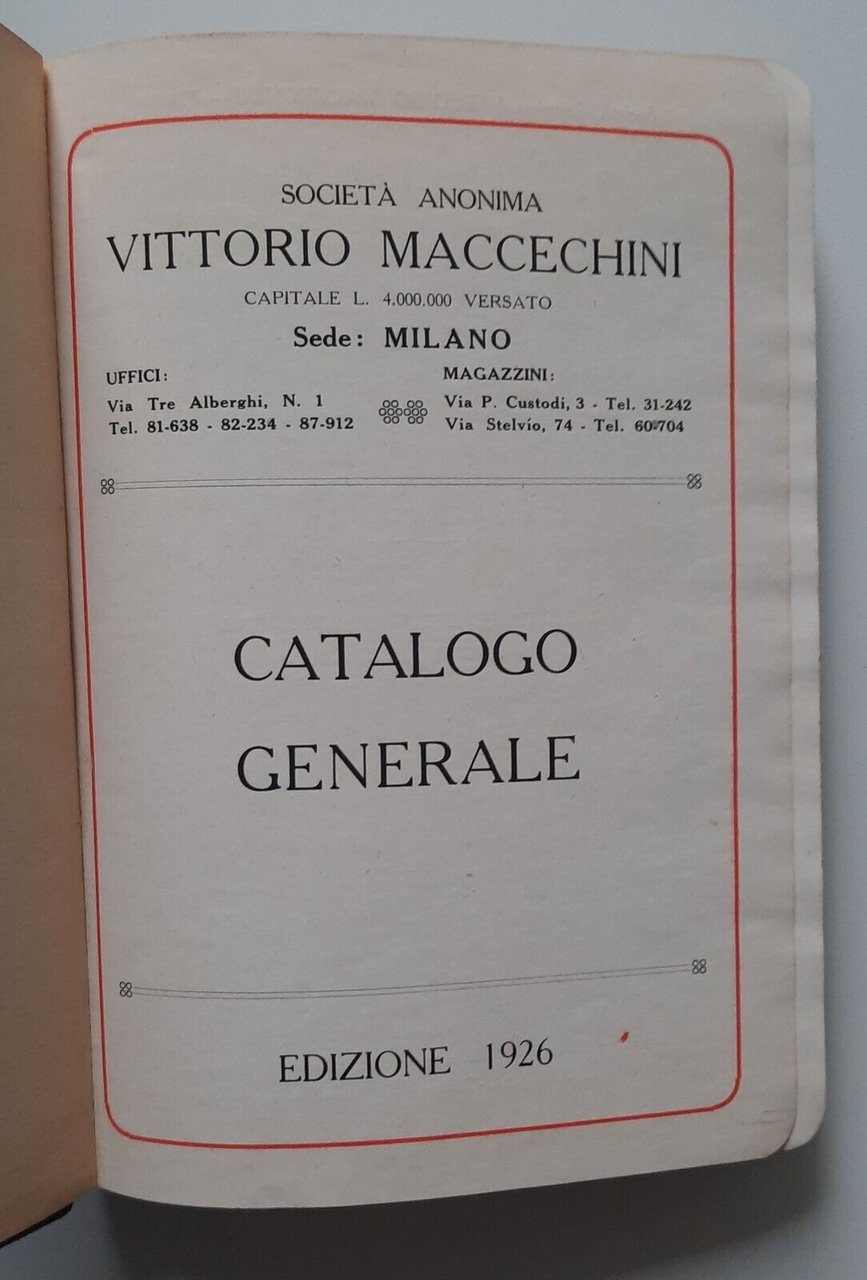 SOCIETÀ ANONIMA
VITTORIO MACCECHINI
CAPITALE L. 4.000.000 VERSATO
Sede: MILANO
UFFICI:
Via Tre Alberghi, N. 1
Tel. 81-638 - 82-234 - 87-912
MAGAZZINI:
Via P. Custodi, 3 - Tel. 31-242
Via Stelvio, 74 - Tel. 60-704
CATALOGO
GENERALE
EDIZIONE 1926